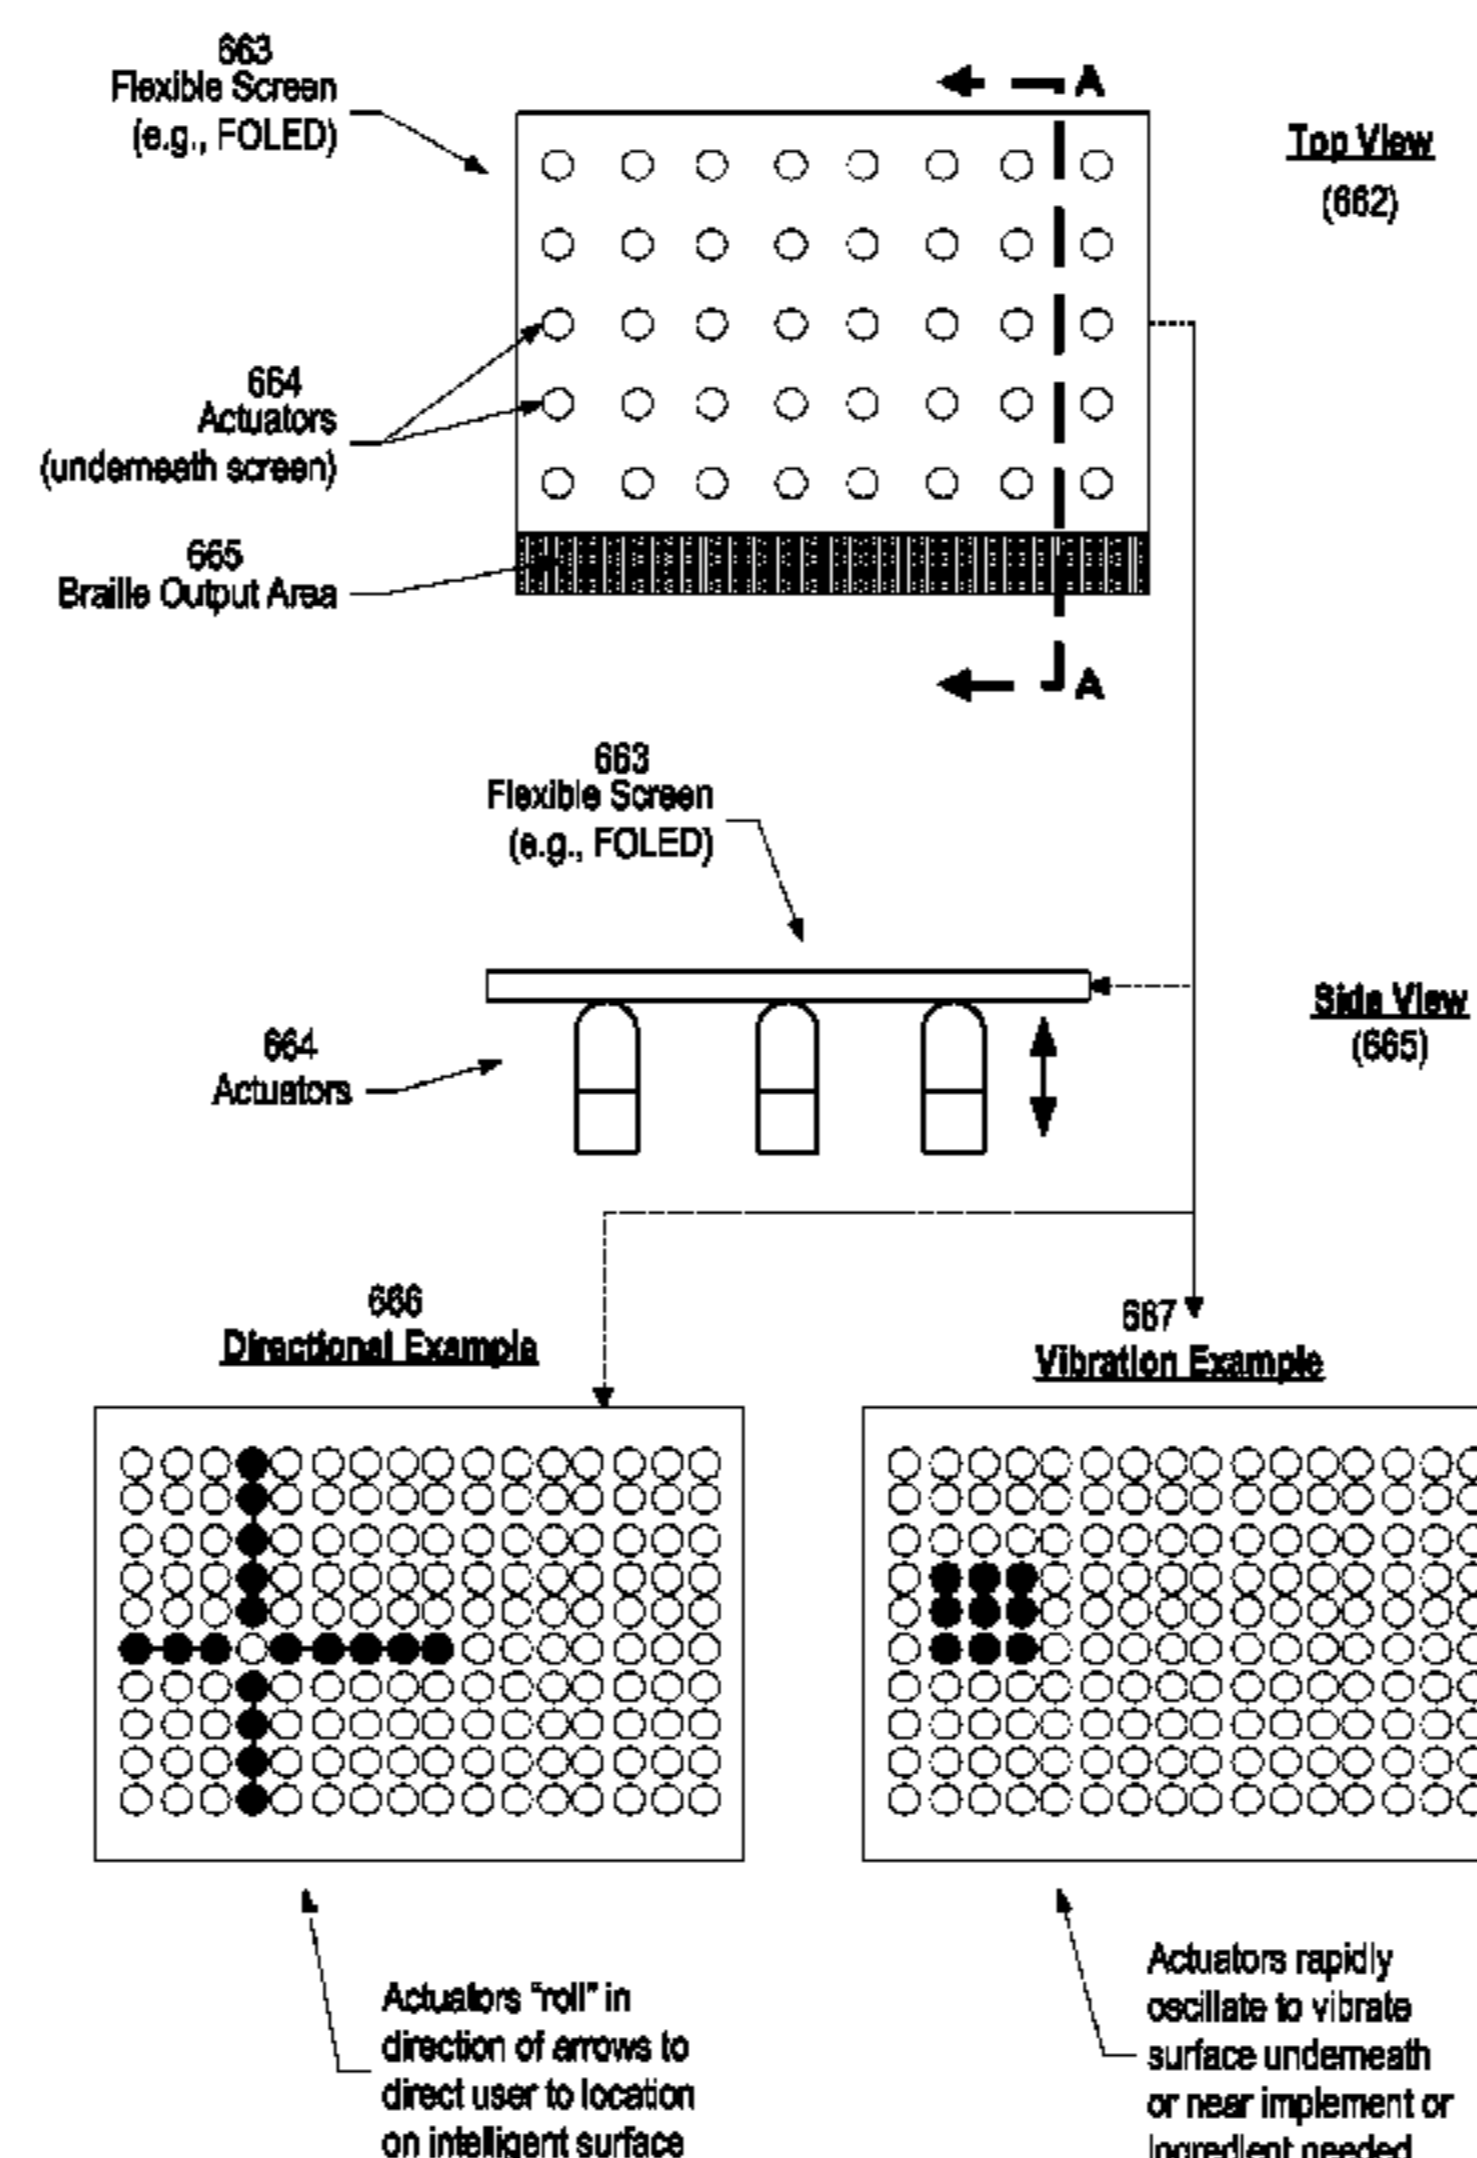 663
Flexible Screen
(e.g., FOLED)
A
Top View
(662)
664
Actuators
(underneath screen)
665
Braille Output Area
A
663
Flexible Screen
(e.g., FOLED)
Side View
(665)
664
Actuators
666
Directional Example
667
Vibration Example
Actuators "roll" in
direction of arrows to
direct user to location
on intelligent surface
Actuators rapidly
oscillate to vibrate
surface underneath
or near implement or
ingredient needed